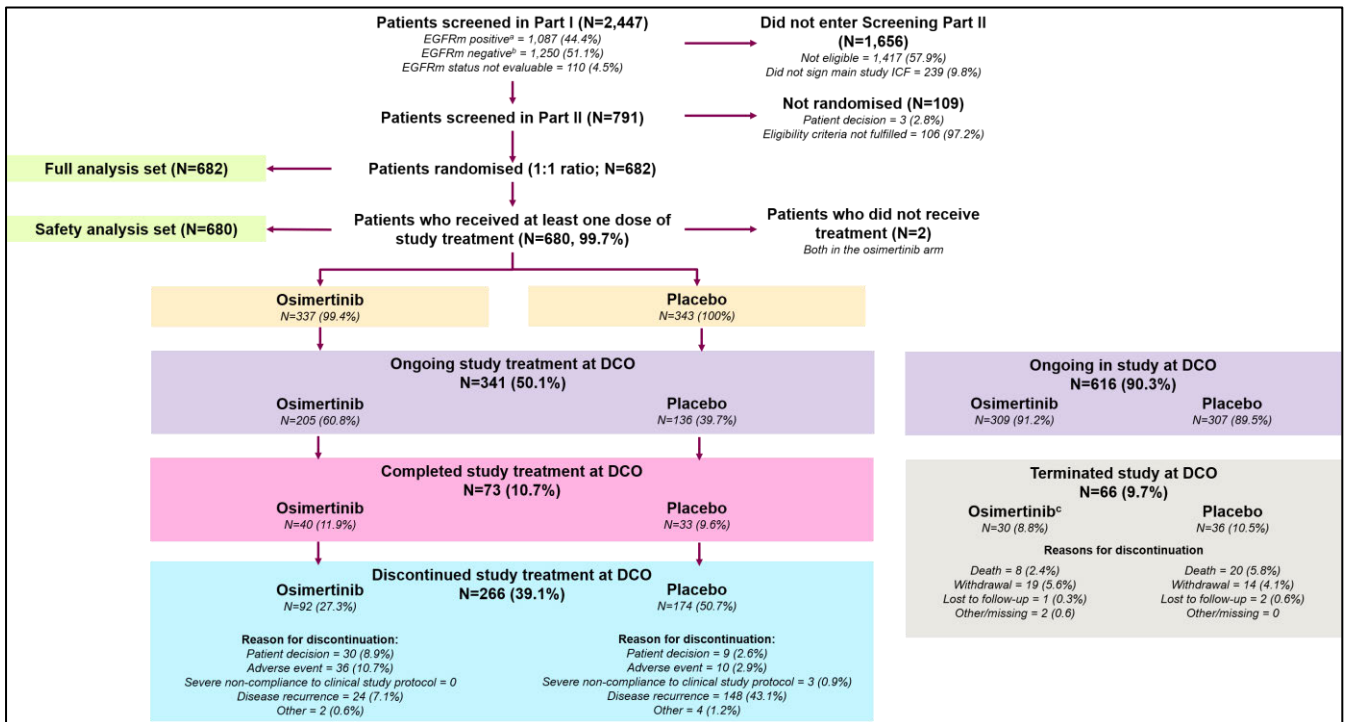 Patients screened in Part I (N=2,447)
EGFRm positiveᵃ = 1,087 (44.4%)
EGFRm negativeᵇ = 1,250 (51.1%)
EGFRm status not evaluable = 110 (4.5%)
Did not enter Screening Part II
(N=1,656)
Not eligible = 1,417 (57.9%)
Did not sign main study ICF = 239 (9.8%)
Patients screened in Part II (N=791)
Not randomised (N=109)
Patient decision = 3 (2.8%)
Eligibility criteria not fulfilled = 106 (97.2%)
Full analysis set (N=682)
Patients randomised (1:1 ratio; N=682)
Safety analysis set (N=680)
Patients who received at least one dose of
study treatment (N=680, 99.7%)
Patients who did not receive
treatment (N=2)
Both in the osimertinib arm
Osimertinib
N=337 (99.4%)
Placebo
N=343 (100%)
Ongoing study treatment at DCO
N=341 (50.1%)
Osimertinib
N=205 (60.8%)
Placebo
N=136 (39.7%)
Ongoing in study at DCO
N=616 (90.3%)
Osimertinib
N=309 (91.2%)
Placebo
N=307 (89.5%)
Completed study treatment at DCO
N=73 (10.7%)
Osimertinib
N=40 (11.9%)
Placebo
N=33 (9.6%)
Terminated study at DCO
N=66 (9.7%)
Osimertinibᶜ
N=30 (8.8%)
Placebo
N=36 (10.5%)
Reasons for discontinuation
Death = 8 (2.4%)
Withdrawal = 19 (5.6%)
Lost to follow-up = 1 (0.3%)
Other/missing = 2 (0.6)
Death = 20 (5.8%)
Withdrawal = 14 (4.1%)
Lost to follow-up = 2 (0.6%)
Other/missing = 0
Discontinued study treatment at DCO
N=266 (39.1%)
Osimertinib
N=92 (27.3%)
Placebo
N=174 (50.7%)
Reason for discontinuation:
Patient decision = 30 (8.9%)
Adverse event = 36 (10.7%)
Severe non-compliance to clinical study protocol = 0
Disease recurrence = 24 (7.1%)
Other = 2 (0.6%)
Reason for discontinuation:
Patient decision = 9 (2.6%)
Adverse event = 10 (2.9%)
Severe non-compliance to clinical study protocol = 3 (0.9%)
Disease recurrence = 148 (43.1%)
Other = 4 (1.2%)